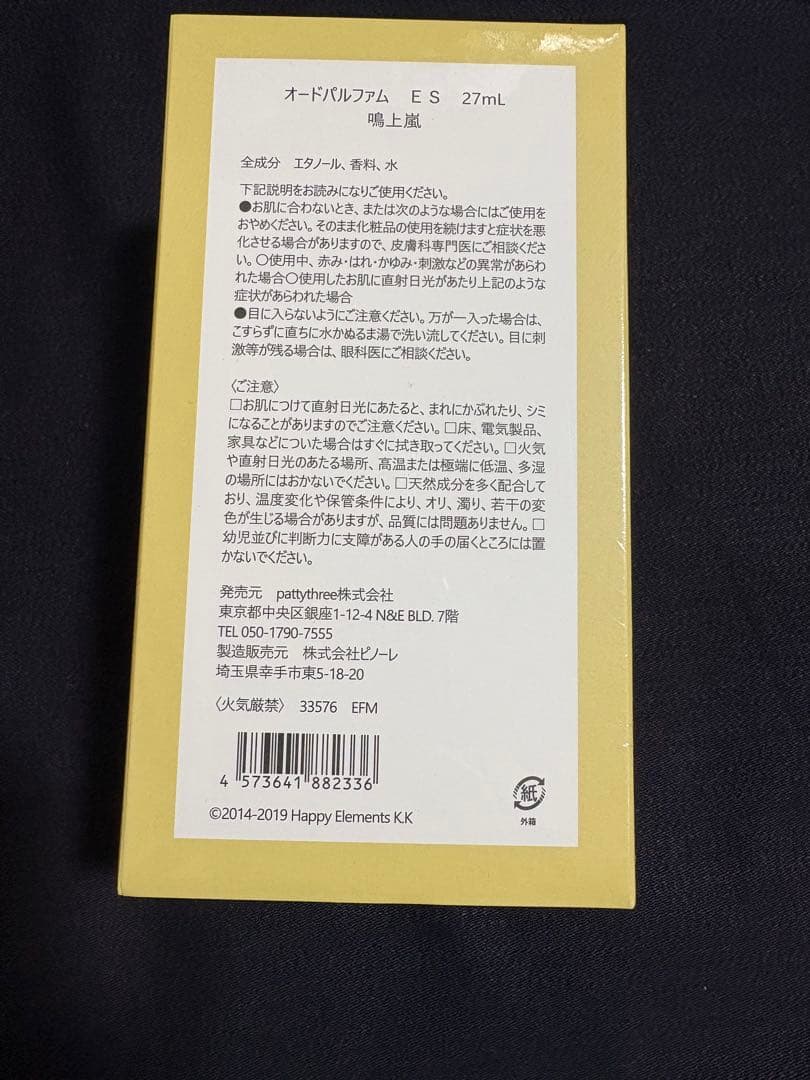 オードパルファム　ＥＳ　27mL
鳴上嵐
全成分　エタノール、香料、水
下記説明をお読みになりご使用ください。
●お肌に合わないとき、または次のような場合にはご使用を
おやめください。そのまま化粧品の使用を続けますと症状を悪
化させる場合がありますので、皮膚科専門医にご相談くださ
い。〇使用中、赤み・はれ・かゆみ・刺激などの異常があらわ
れた場合〇使用したお肌に直射日光があたり上記のような
症状があらわれた場合
●目に入らないようにご注意ください。万が一入った場合は、
こすらずに直ちに水かぬるま湯で洗い流してください。目に刺
激等が残る場合は、眼科医にご相談ください。
〈ご注意〉
□お肌につけて直射日光にあたると、まれにかぶれたり、シミ
になることがありますのでご注意ください。□床、電気製品、
家具などについた場合はすぐに拭き取ってください。□火気
や直射日光のあたる場所、高温または極端に低温、多湿
の場所にはおかないでください。□天然成分を多く配合して
おり、温度変化や保管条件により、オリ、濁り、若干の変
色が生じる場合がありますが、品質には問題ありません。□
幼児並びに判断力に支障がある人の手の届くところには置
かないでください。
発売元　pattythree株式会社
東京都中央区銀座1-12-4 N&E BLD. 7階
TEL 050-1790-7555
製造販売元　株式会社ピノーレ
埼玉県幸手市東5-18-20
〈火気厳禁〉　33576　EFM
4 573641 882336
紙
外箱
©2014-2019 Happy Elements K.K